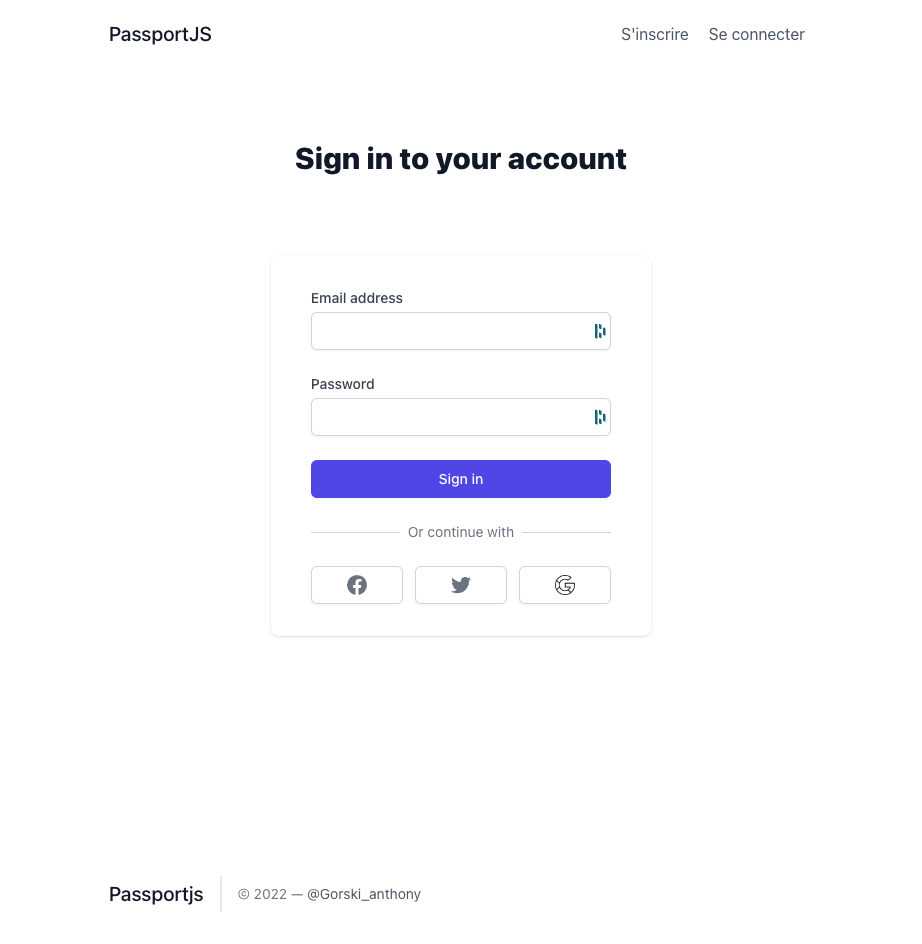 PassportJS S'inscrire Se connecter
Sign in to your account
Email address
Password
Sign in
Or continue with
Passportjs © 2022 — @Gorski_anthony